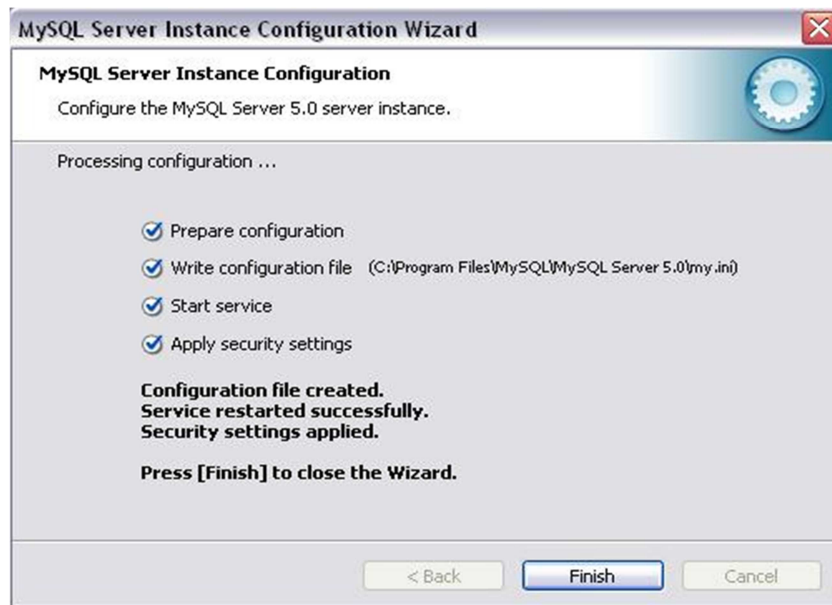 MySQL Server Instance Configuration Wizard
MySQL Server Instance Configuration
Configure the MySQL Server 5.0 server instance.
Processing configuration ...
Prepare configuration
Write configuration file (C:\Program Files\MySQL\MySQL Server 5.0\my.ini)
Start service
Apply security settings
Configuration file created.
Service restarted successfully.
Security settings applied.
Press [Finish] to close the Wizard.
< Back Finish Cancel